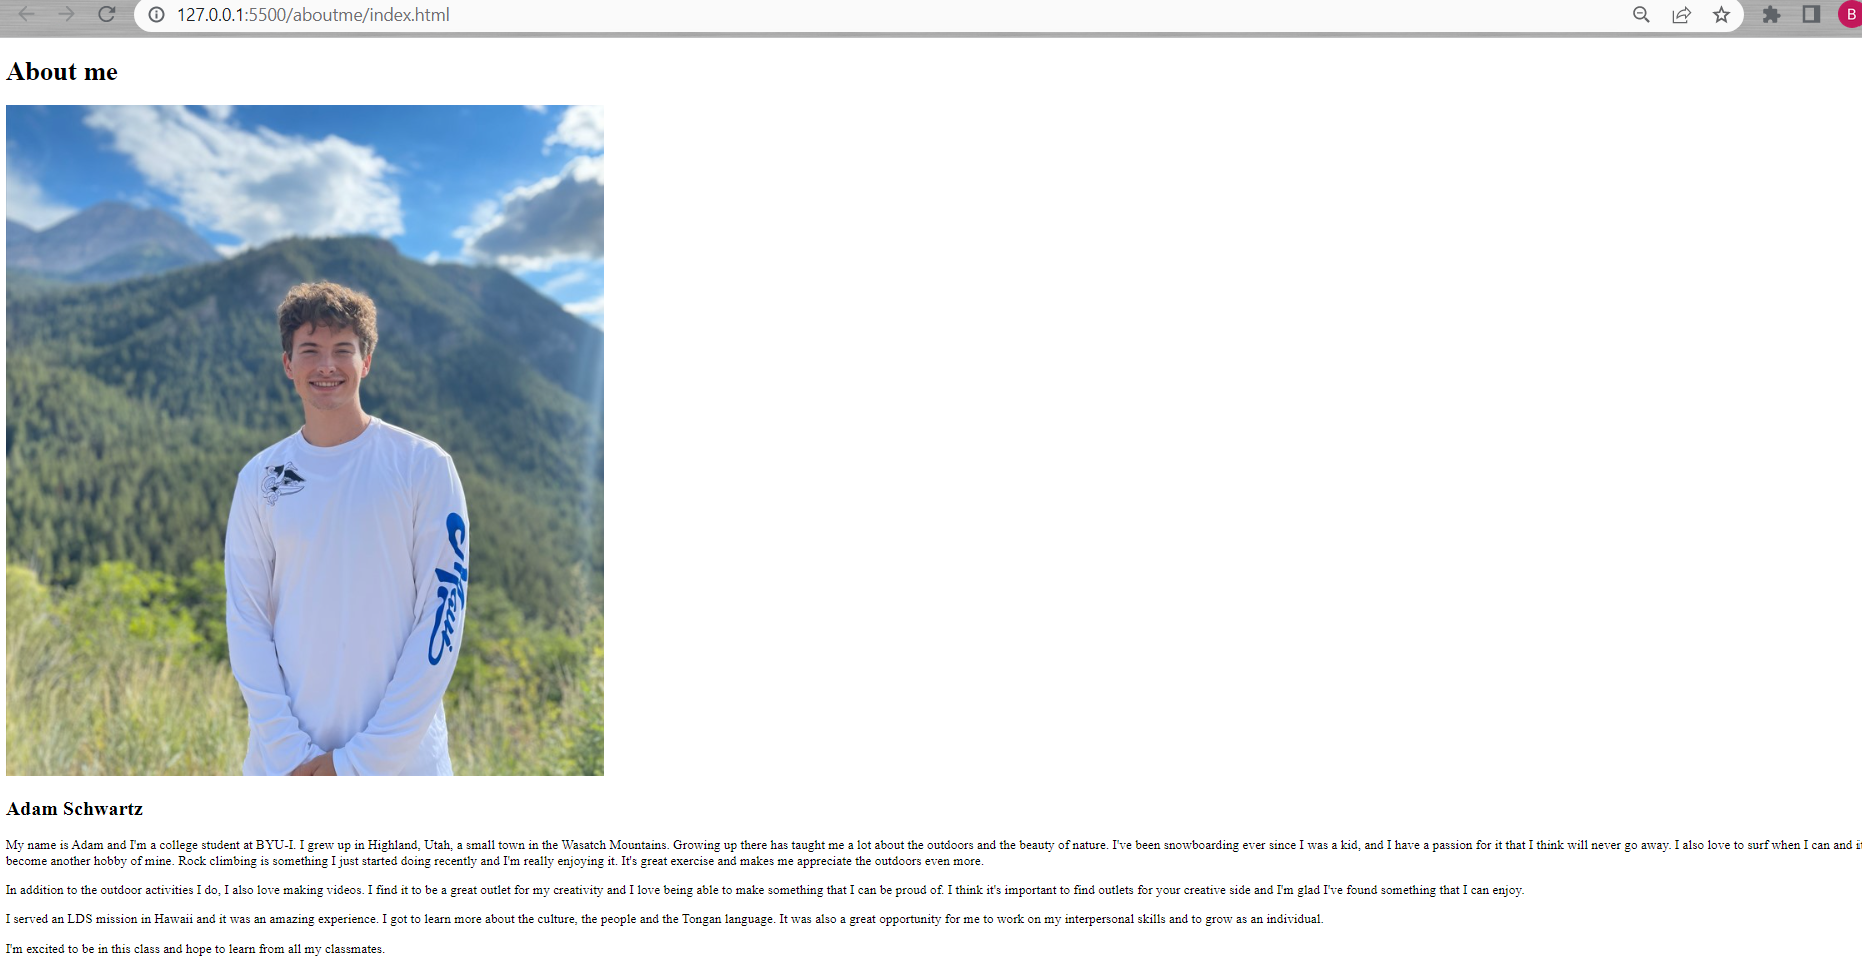 127.0.0.1:5500/aboutme/index.html
B
About me
Maui
Adam Schwartz
My name is Adam and I'm a college student at BYU-I. I grew up in Highland, Utah, a small town in the Wasatch Mountains. Growing up there has taught me a lot about the outdoors and the beauty of nature. I've been snowboarding ever since I was a kid, and I have a passion for it that I think will never go away. I also love to surf when I can and
become another hobby of mine. Rock climbing is something I just started doing recently and I'm really enjoying it. It's great exercise and makes me appreciate the outdoors even more.
In addition to the outdoor activities I do, I also love making videos. I find it to be a great outlet for my creativity and I love being able to make something that I can be proud of. I think it's important to find outlets for your creative side and I'm glad I've found something that I can enjoy.
I served an LDS mission in Hawaii and it was an amazing experience. I got to learn more about the culture, the people and the Tongan language. It was also a great opportunity for me to work on my interpersonal skills and to grow as an individual.
I'm excited to be in this class and hope to learn from all my classmates.